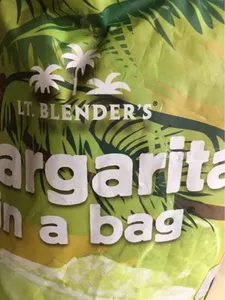 LT. BLENDER'S®
argarita
in a bag